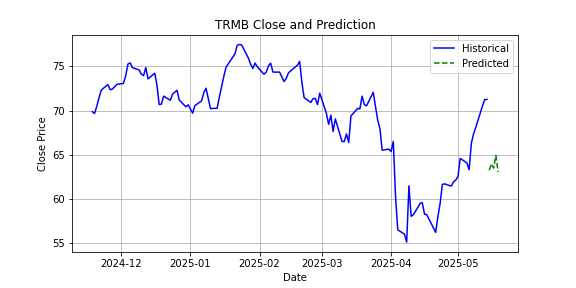 TRMB Close and Prediction
Close Price
75
70
65
60
55
Historical
Predicted
2024-12
2025-01
2025-02
2025-03
2025-04
2025-05
Date